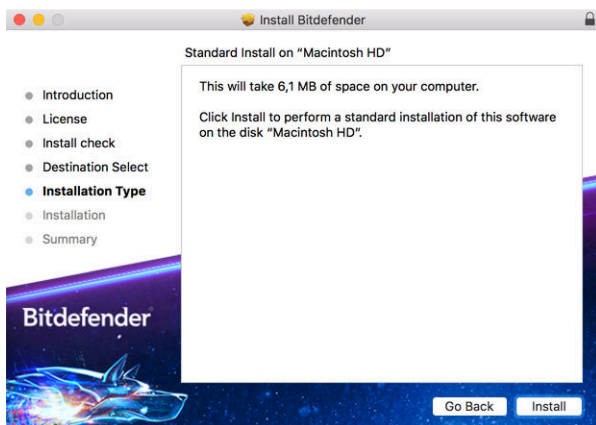 Install Bitdefender
Standard Install on “Macintosh HD”
Introduction
License
Install check
Destination Select
Installation Type
Installation
Summary
This will take 6,1 MB of space on your computer.
Click Install to perform a standard installation of this software
on the disk “Macintosh HD”.
Bitdefender
Go Back
Install